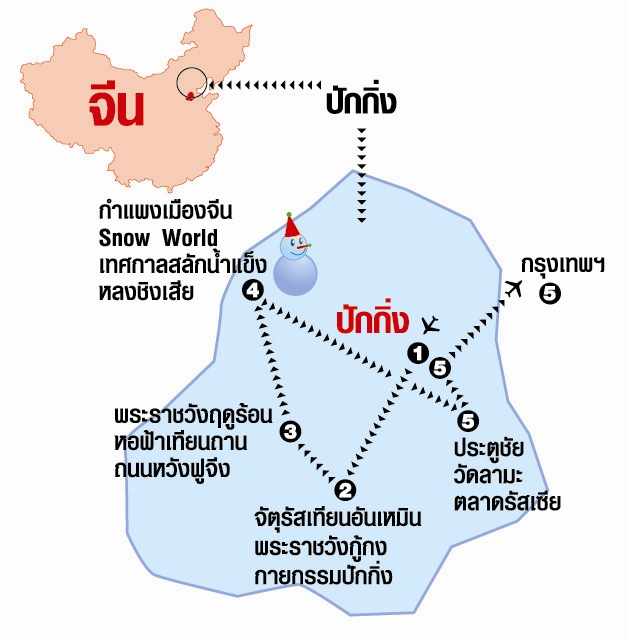 จีน
ปักกิ่ง
กำแพงเมืองจีน
Snow World
เทศกาลสลักน้ำแข็ง
หลงชิงเสีย
4
กรุงเทพฯ
5
ปักกิ่ง
1
5
พระราชวังฤดูร้อน
หอฟ้าเทียนถาน
ถนนหวังฟูจิ่ง
3
5
ประตูชัย
วัดลามะ
ตลาดรัสเซีย
2
จัตุรัสเทียนอันเหมิน
พระราชวังกู้กง
กายกรรมปักกิ่ง